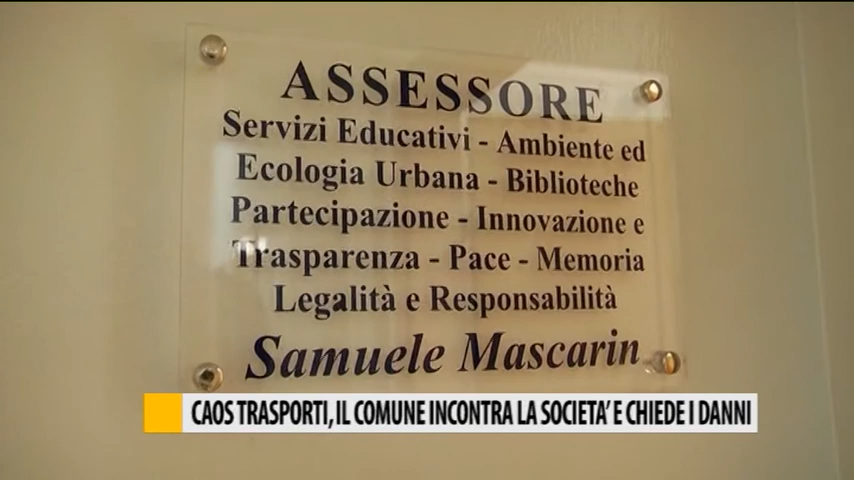 ASSESSORE
Servizi Educativi - Ambiente ed
Ecologia Urbana - Biblioteche
Partecipazione - Innovazione e
Trasparenza - Pace - Memoria
Legalità e Responsabilità
Samuele Mascarin
CAOS TRASPORTI, IL COMUNE INCONTRA LA SOCIETA' E CHIEDE I DANNI